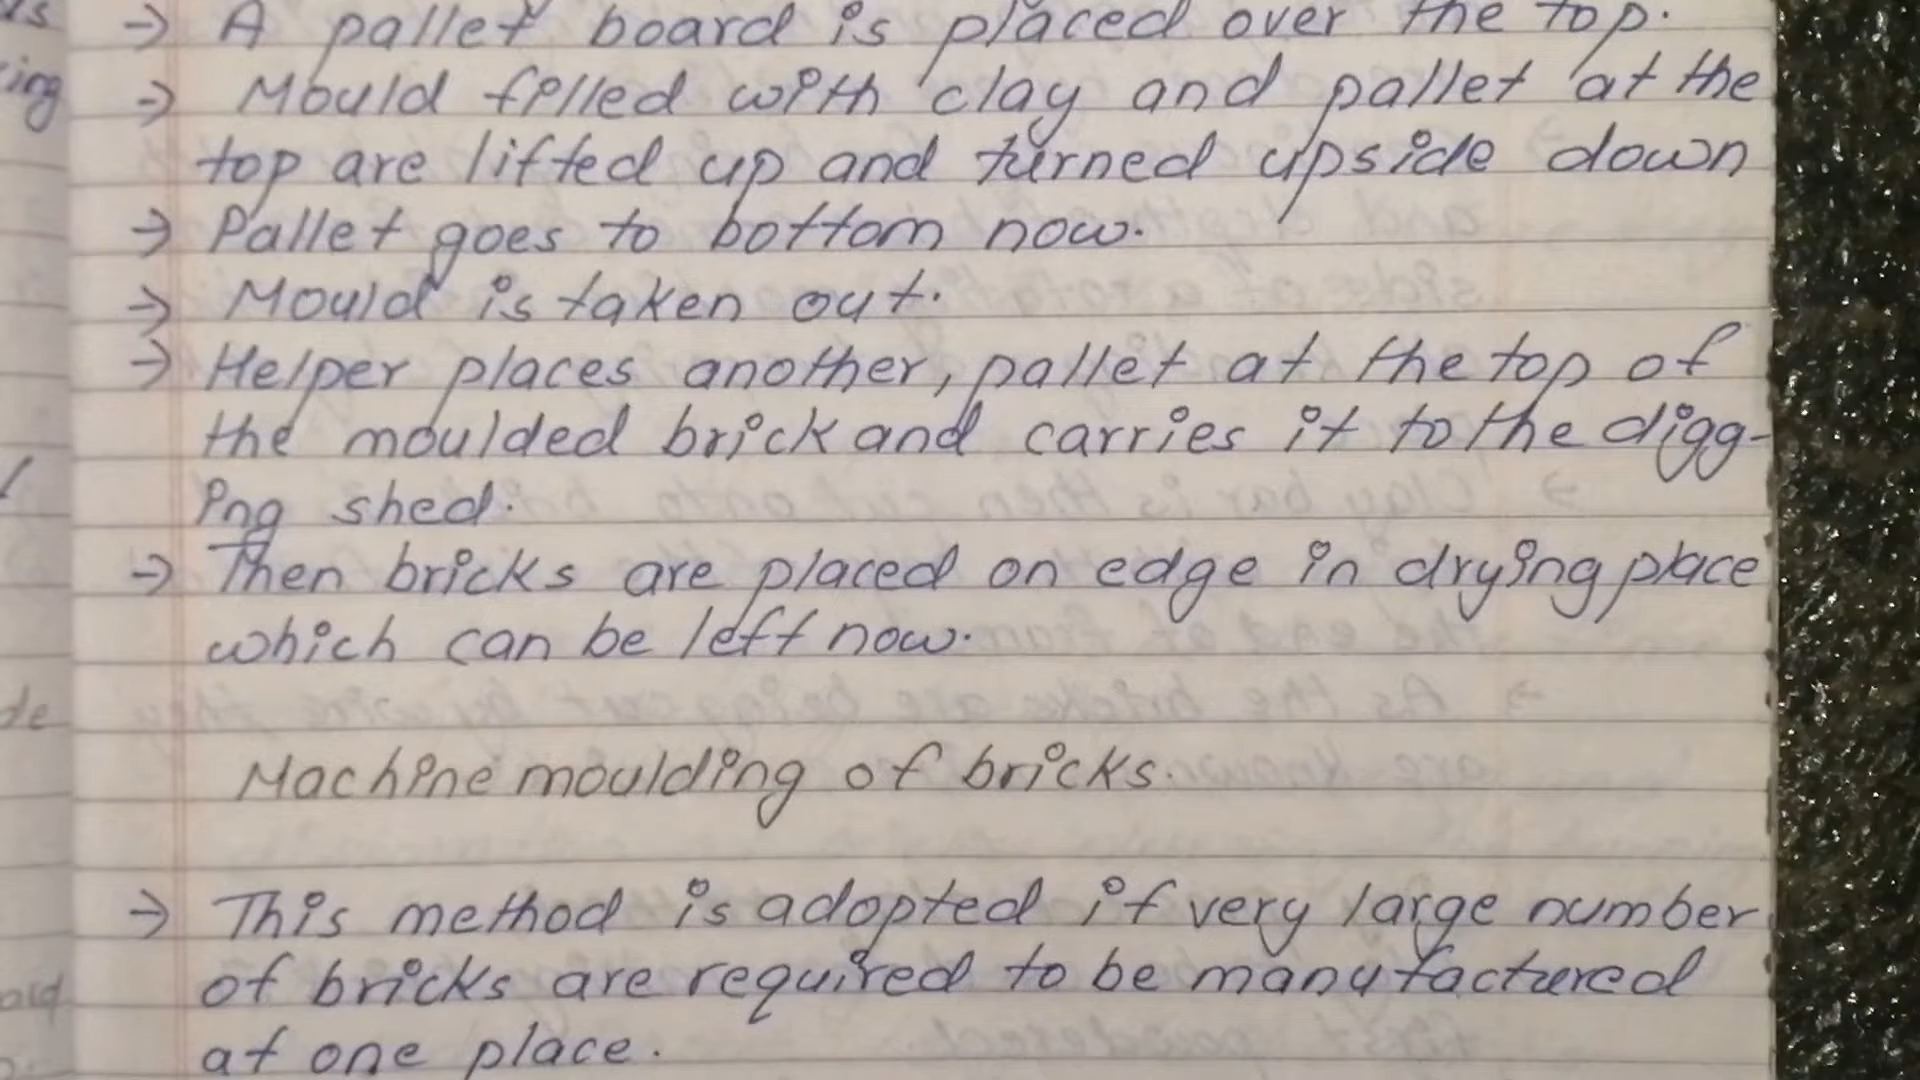 → A pallet board is placed over the top.
→ Mould filled with clay and pallet at the
top are lifted up and turned upside down
→ Pallet goes to bottom now.
→ Mould is taken out.
→ Helper places another, pallet at the top of
the moulded brick and carries it to the digg-
ing shed.
→ Then bricks are placed on edge in drying place
which can be left now.
Machine moulding of bricks.
→ This method is adopted if very large number
of bricks are required to be manufactured
at one place.